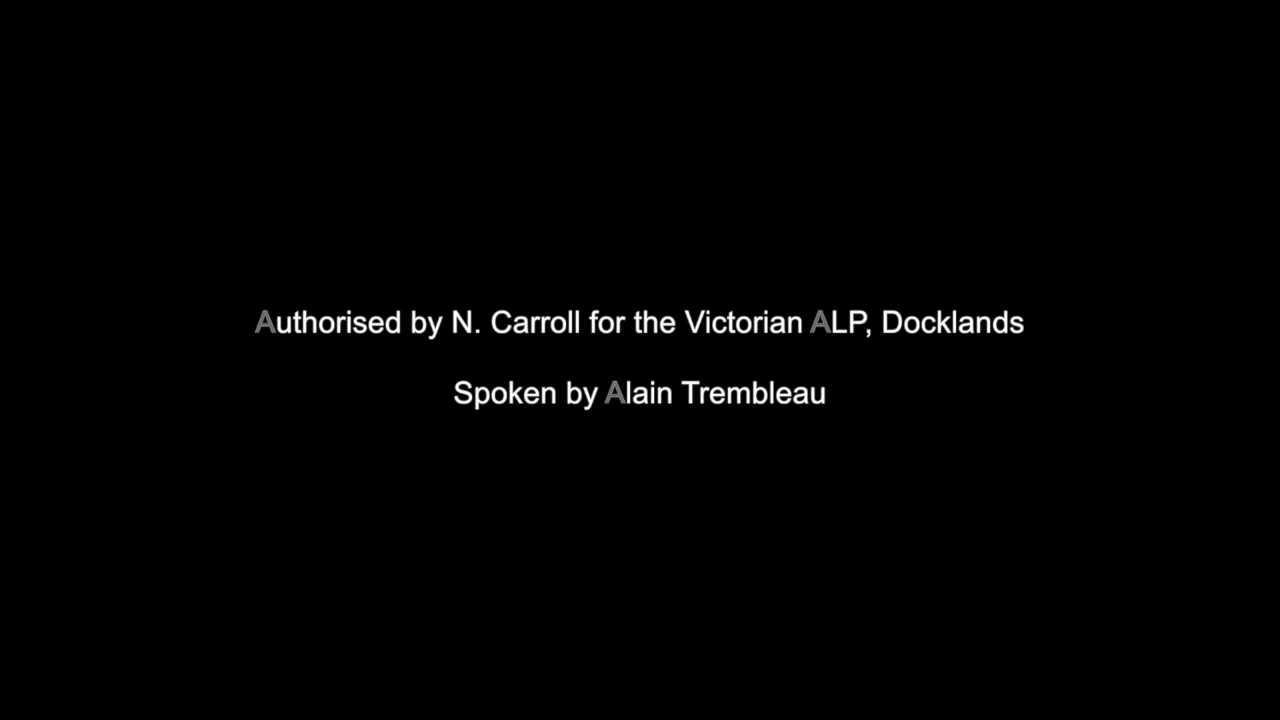 Authorised by N. Carroll for the Victorian ALP, Docklands
Spoken by Alain Trembleau